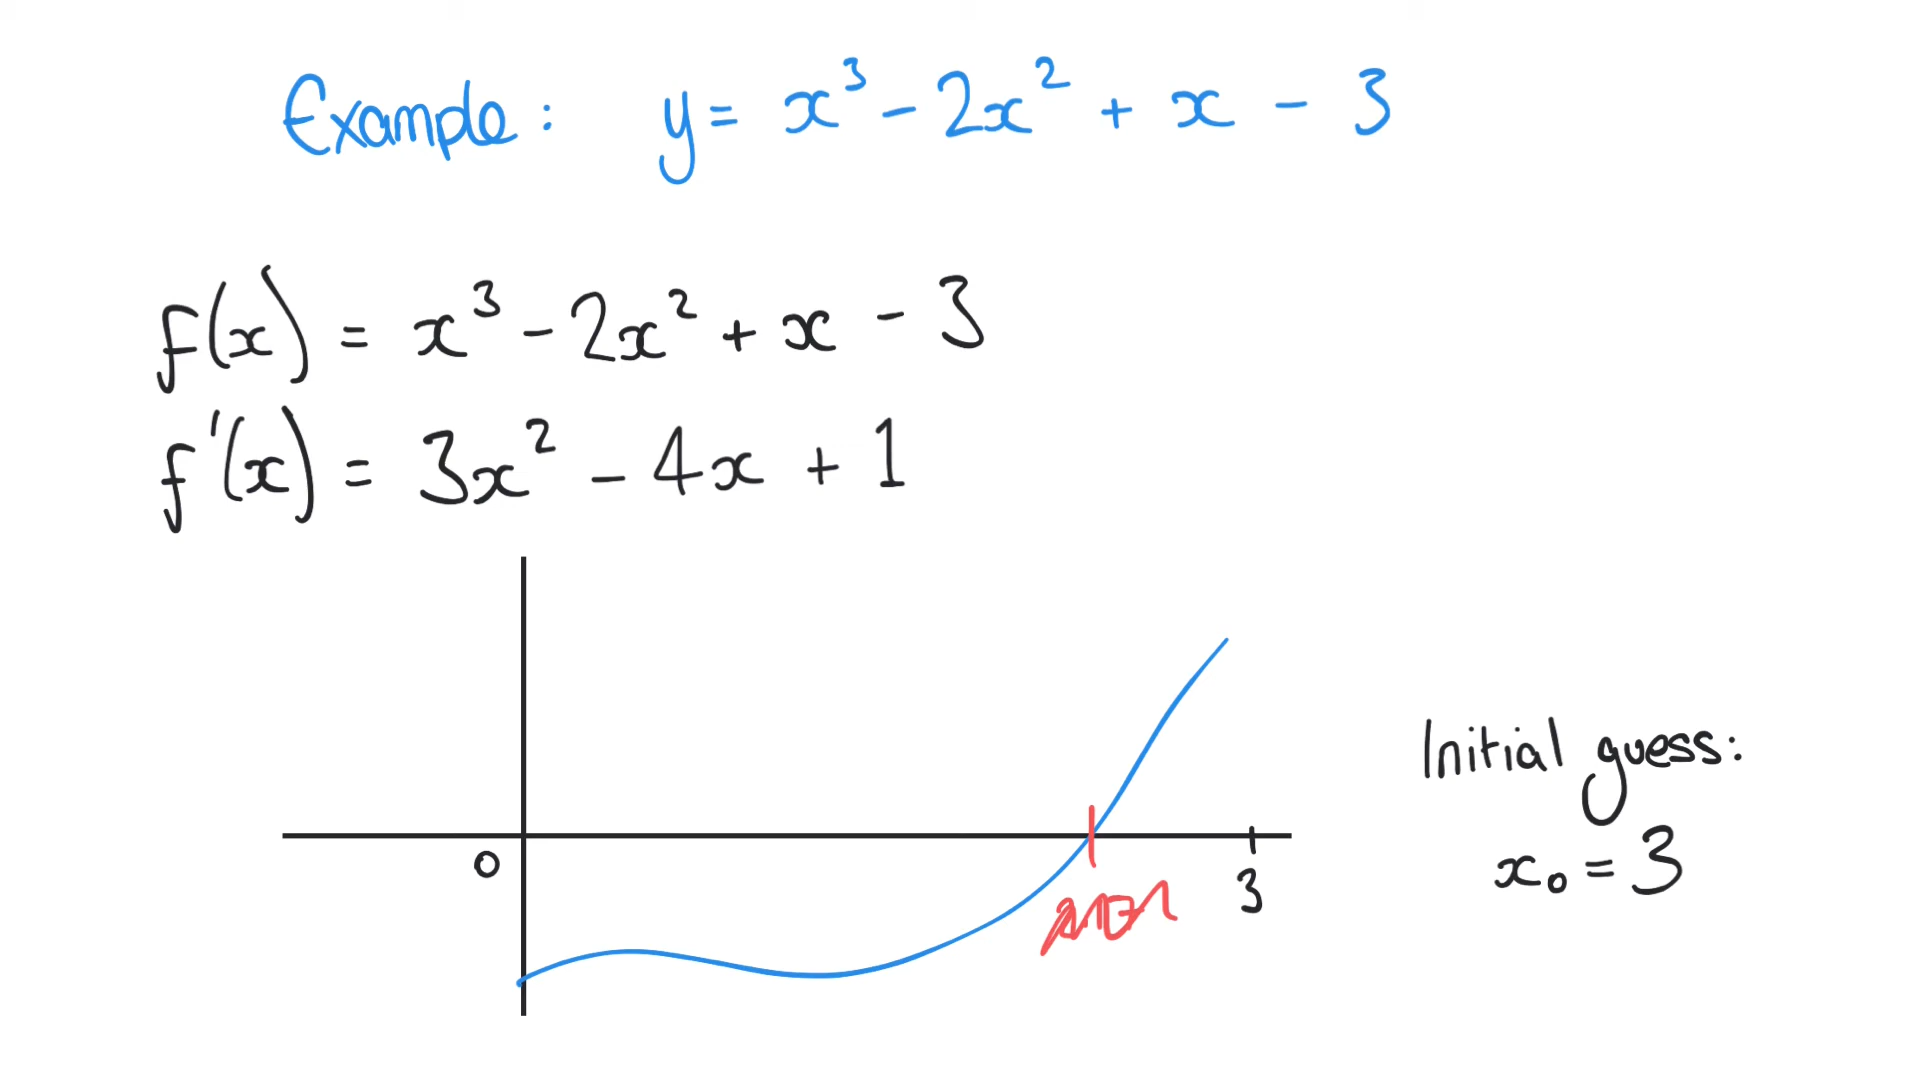 Example: y = x³ - 2x² + x - 3
f(x) = x³ - 2x² + x - 3
f'(x) = 3x² - 4x + 1
0
3
Initial guess:
x₀ = 3